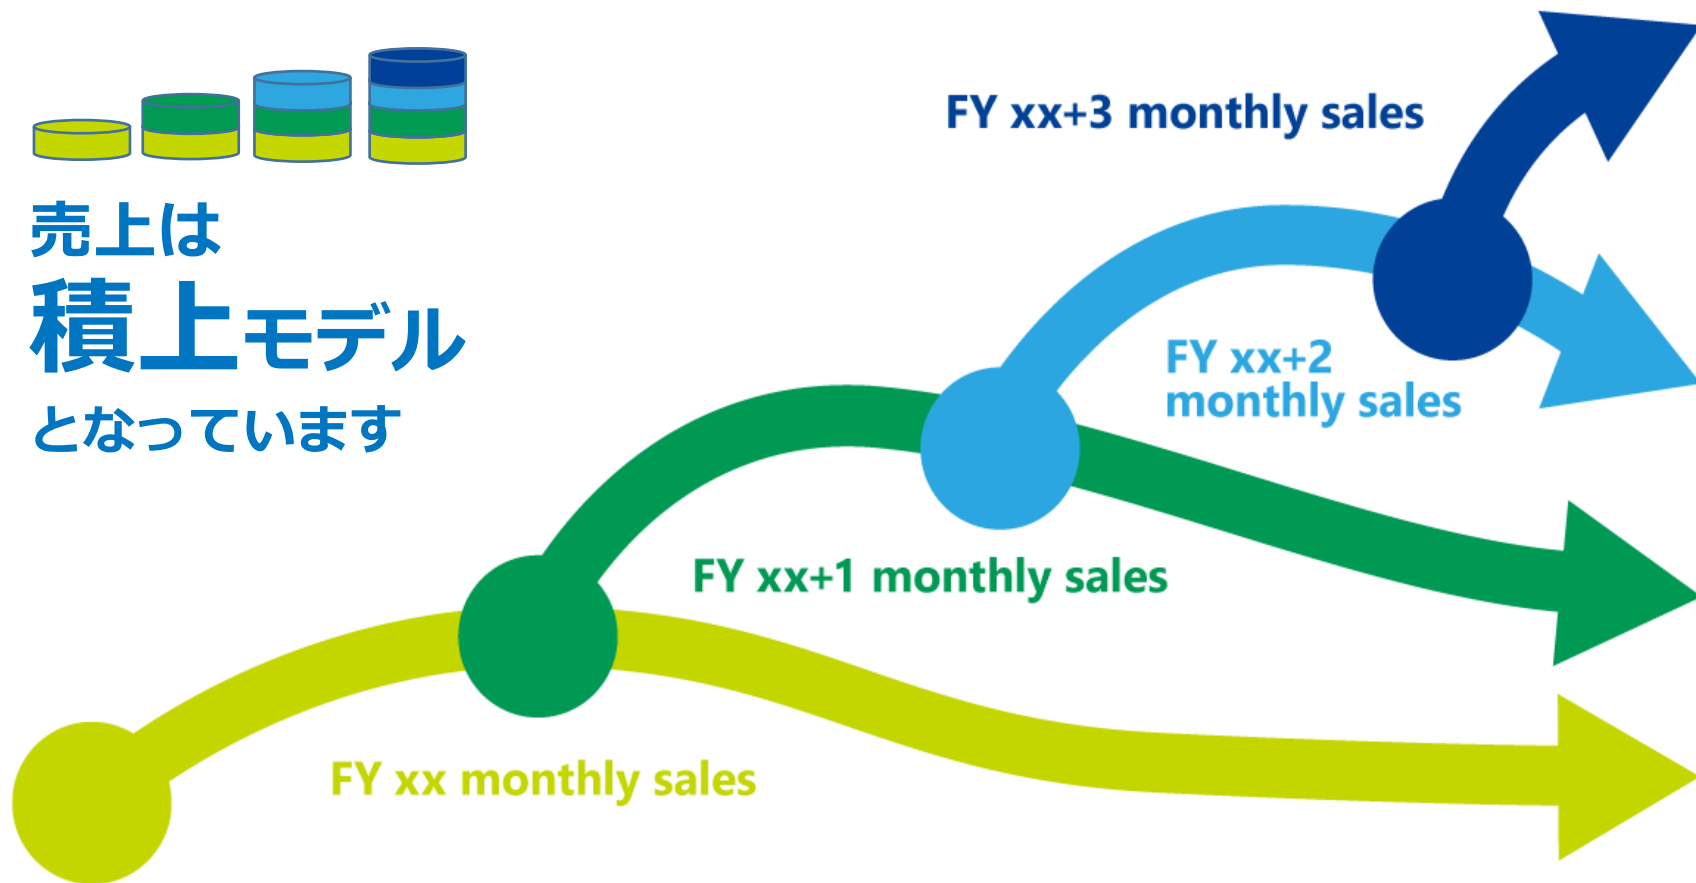 売上は
積上モデル
となっています
FY xx+3 monthly sales
FY xx+2
monthly sales
FY xx+1 monthly sales
FY xx monthly sales